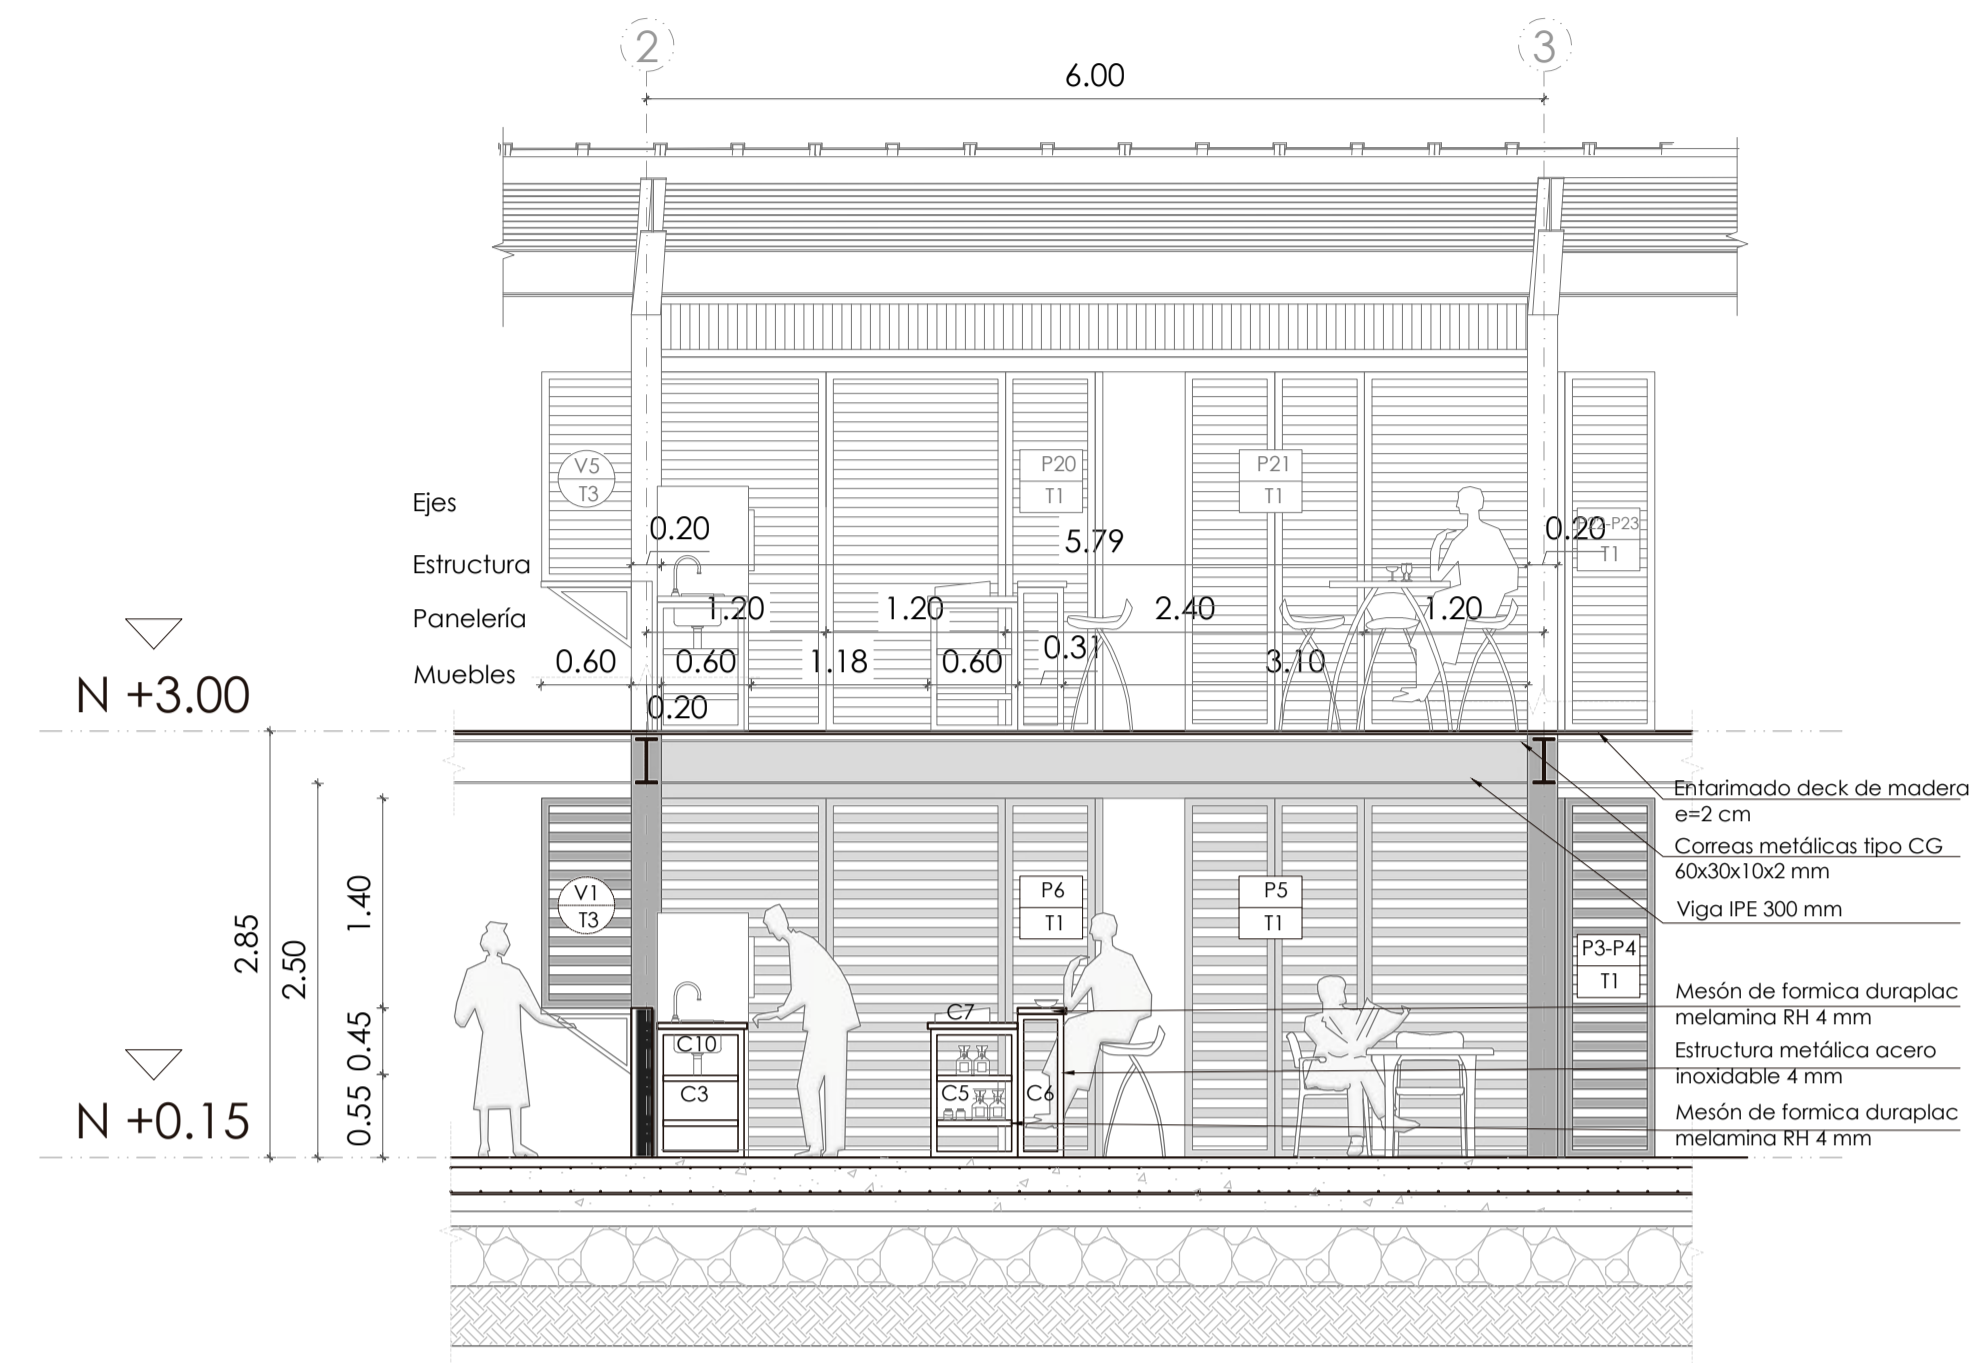 2
3
6.00
V5
T3
P20
T1
P21
T1
P22-P23
T1
Ejes
0.20
5.79
0.20
Estructura
Panelería
1.20
1.20
2.40
1.20
Muebles
0.60
0.60
1.18
0.60
0.31
3.10
0.20
N +3.00
Entarimado deck de madera
e=2 cm
Correas metálicas tipo CG
60x30x10x2 mm
Viga IPE 300 mm
V1
T3
P6
T1
P5
T1
P3-P4
T1
2.85
2.50
1.40
0.45
0.55
Mesón de formica duraplac
melamina RH 4 mm
Estructura metálica acero
inoxidable 4 mm
Mesón de formica duraplac
melamina RH 4 mm
C7
C10
C3
C5
C6
N +0.15